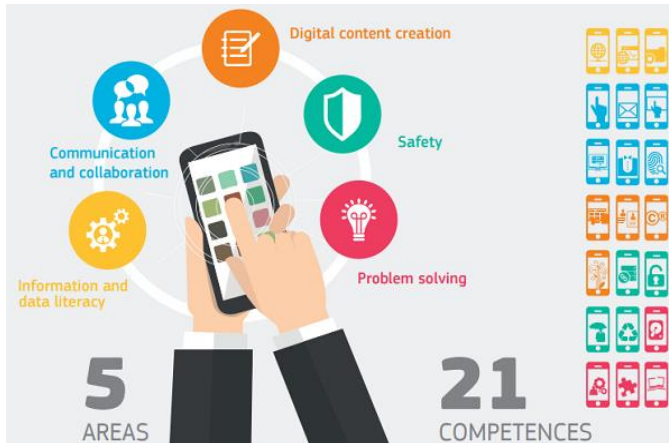 Digital content creation
Communication
and collaboration
Safety
Information and
data literacy
Problem solving
5
AREAS
21
COMPETENCES